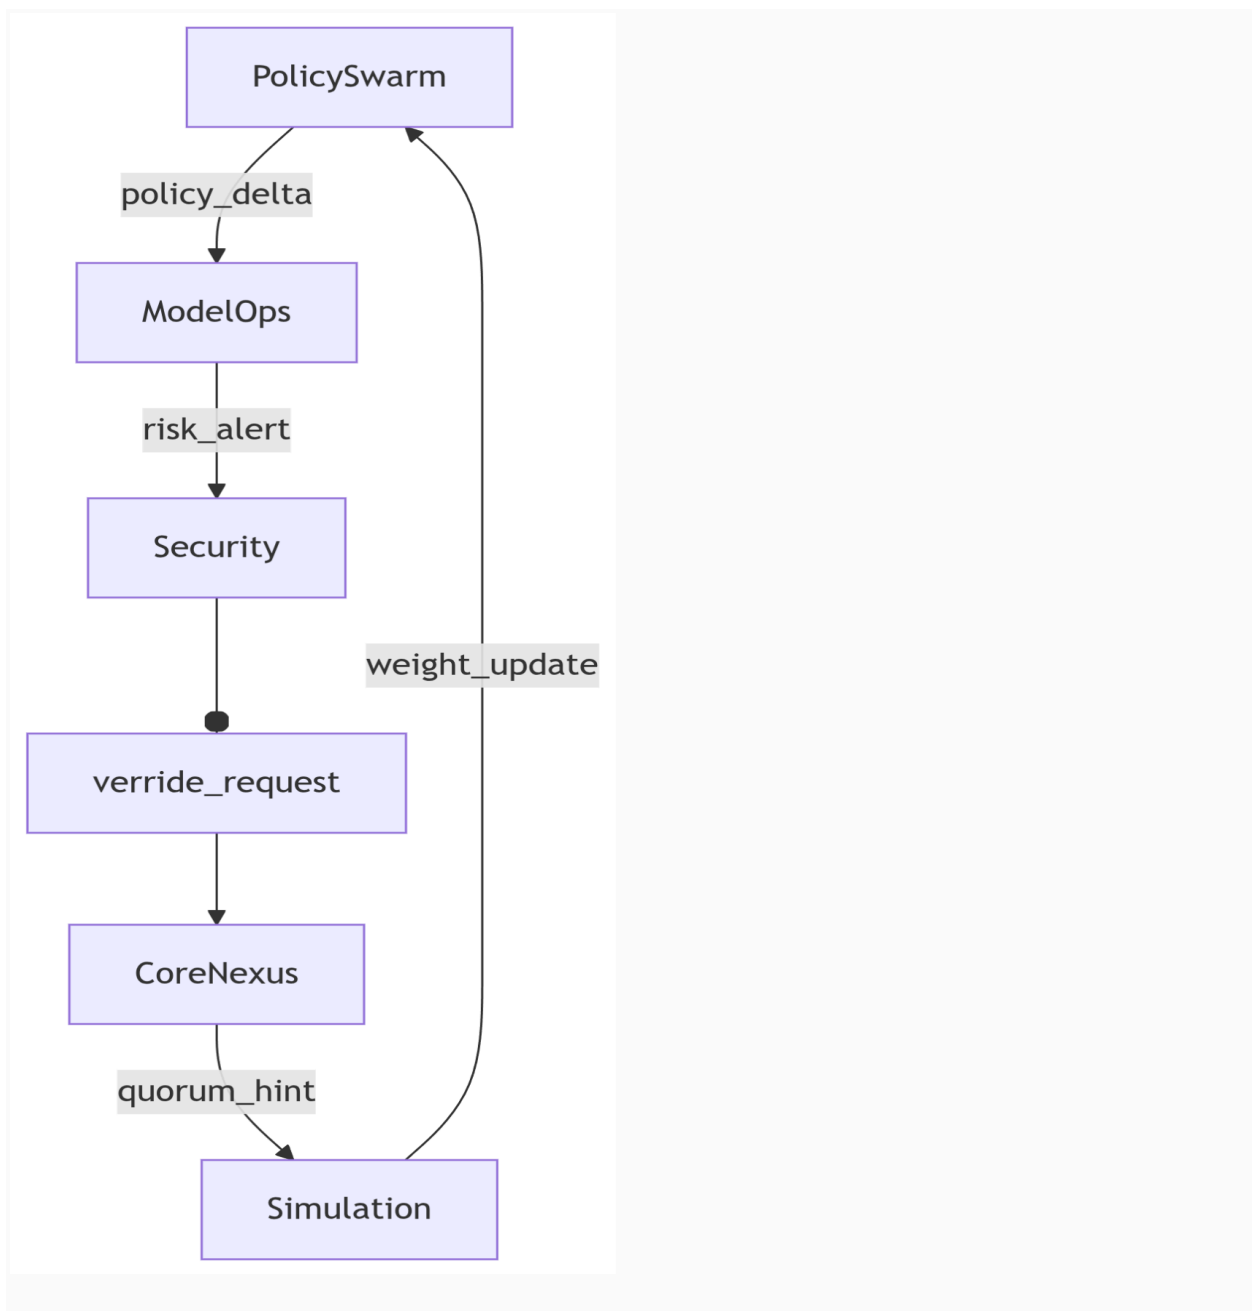 PolicySwarm
policy_delta
ModelOps
risk_alert
Security
weight_update
verride_request
CoreNexus
quorum_hint
Simulation